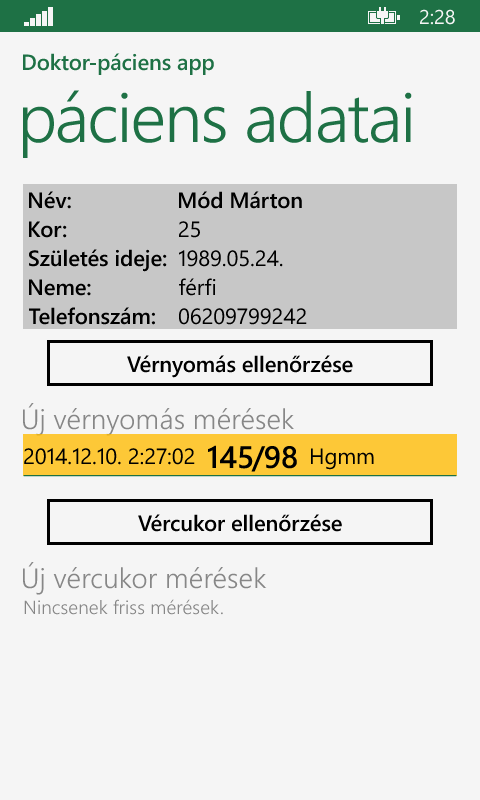 2:28
Doktor-páciens app
páciens adatai
Név: Mód Márton
Kor: 25
Születés ideje: 1989.05.24.
Neme: férfi
Telefonszám: 06209799242
Vérnyomás ellenőrzése
Új vérnyomás mérések
2014.12.10. 2:27:02 145/98 Hgmm
Vércukor ellenőrzése
Új vércukor mérések
Nincsenek friss mérések.